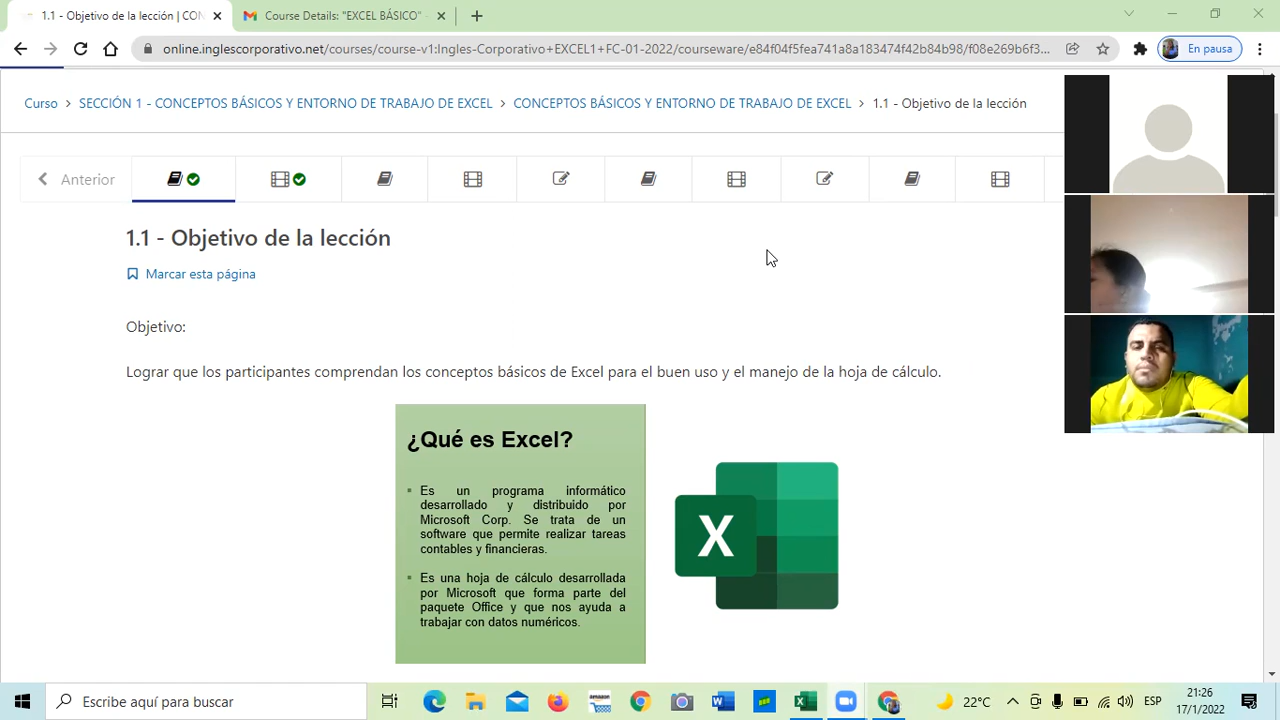 1.1 - Objetivo de la lección | CON
Course Details: "EXCEL BÁSICO" -
online.inglescorporativo.net/courses/course-v1:Ingles-Corporativo+EXCEL1+FC-01-2022/courseware/e84f04f5fea741a8a183474f42b84b98/f08e269b6f3...
En pausa
Curso > SECCIÓN 1 - CONCEPTOS BÁSICOS Y ENTORNO DE TRABAJO DE EXCEL > CONCEPTOS BÁSICOS Y ENTORNO DE TRABAJO DE EXCEL > 1.1 - Objetivo de la lección
Anterior
1.1 - Objetivo de la lección
Marcar esta página
Objetivo:
Lograr que los participantes comprendan los conceptos básicos de Excel para el buen uso y el manejo de la hoja de cálculo.
¿Qué es Excel?
Es un programa informático
desarrollado y distribuido por
Microsoft Corp. Se trata de un
software que permite realizar tareas
contables y financieras.
Es una hoja de cálculo desarrollada
por Microsoft que forma parte del
paquete Office y que nos ayuda a
trabajar con datos numéricos.
X
Escribe aquí para buscar
amazon
22°C
ESP
21:26
17/1/2022